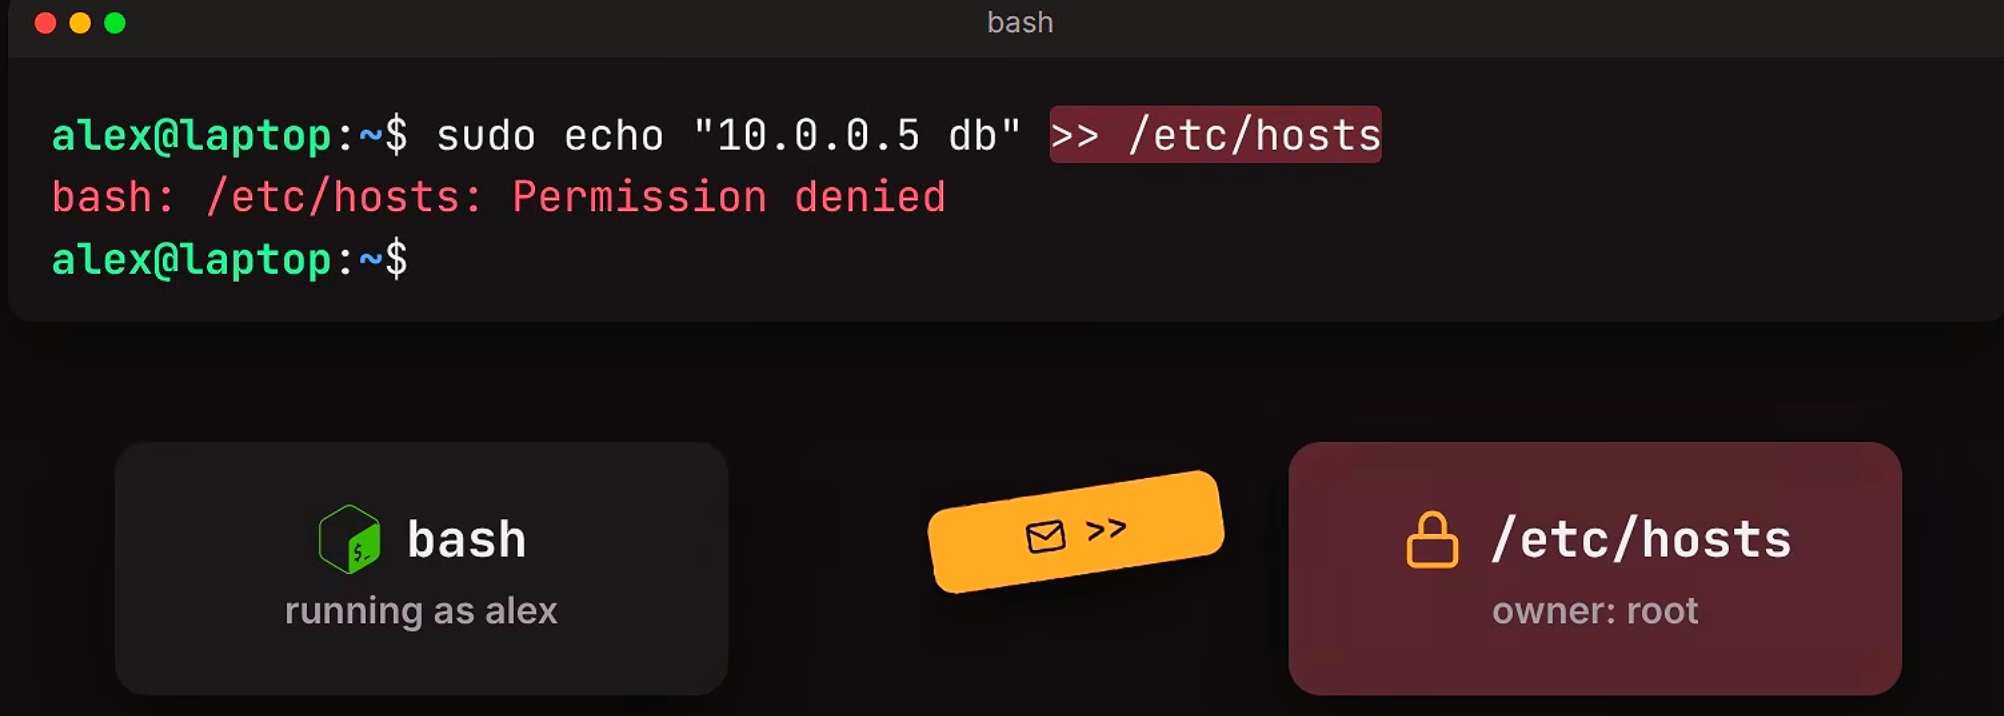 bash
alex@laptop:~$ sudo echo "10.0.0.5 db" >> /etc/hosts
bash: /etc/hosts: Permission denied
alex@laptop:~$
$_ bash
running as alex
>>
/etc/hosts
owner: root